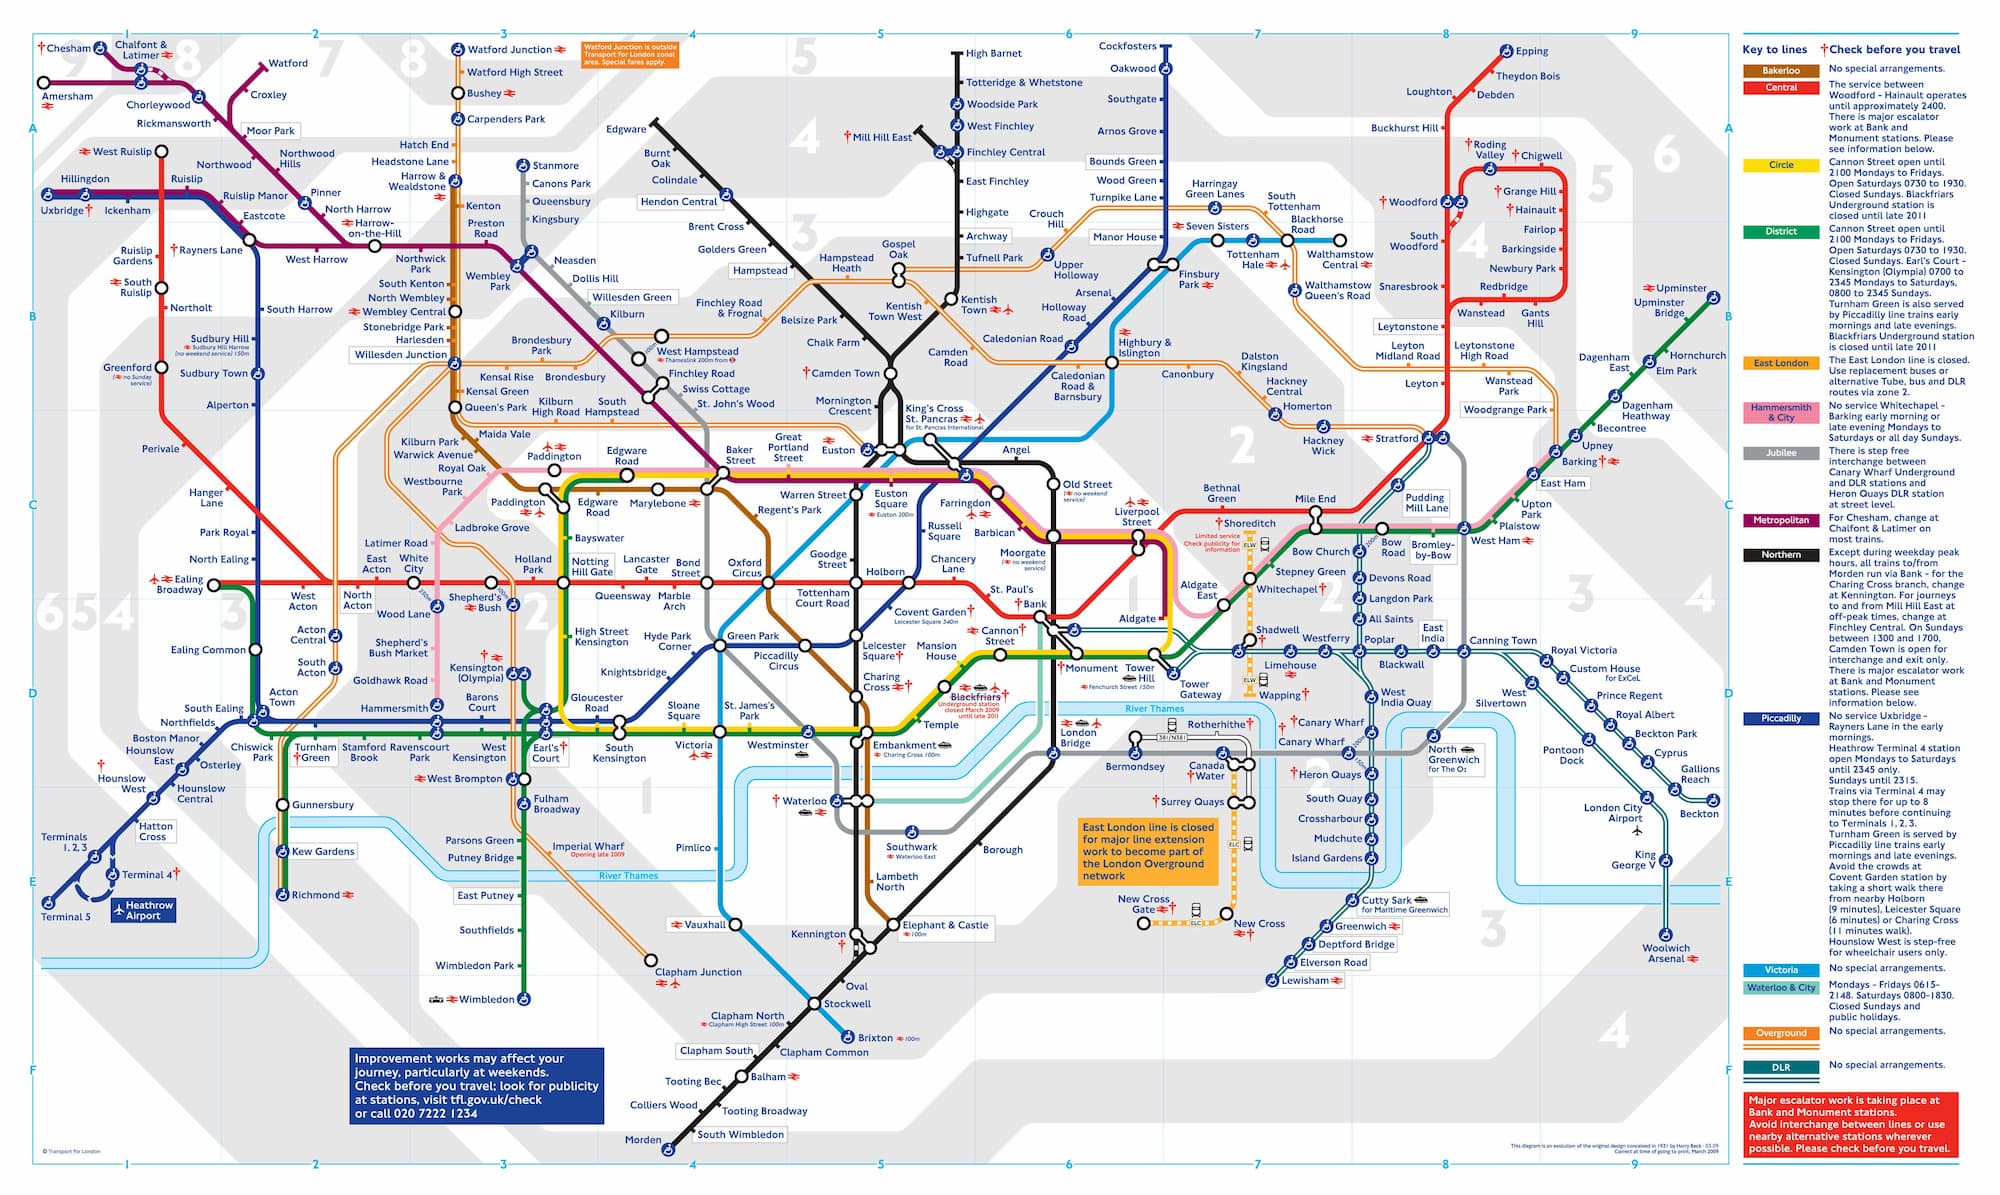 1
2
3
4
5
6
7
8
9
Chesham
Chalfont &
Latimer
Amersham
Chorleywood
Rickmansworth
Watford
Croxley
Moor Park
Northwood
Northwood
Hills
Pinner
North Harrow
Harrow-
on-the-Hill
West Ruislip
Hillingdon
Ruislip
Uxbridge
Ickenham
Ruislip Manor
Eastcote
Rayners Lane
West Harrow
Ruislip
Gardens
South
Ruislip
Northolt
South Harrow
Sudbury Hill
Sudbury Hill Harrow
(no weekend service) 150m
Greenford
(no Sunday
service)
Sudbury Town
Alperton
Perivale
Hanger
Lane
Park Royal
North Ealing
Ealing
Broadway
West
Acton
North
Acton
East
Acton
White
City
Ealing Common
Acton
Central
South
Acton
Acton
Town
South Ealing
Northfields
Boston Manor
Hounslow
East
Osterley
Hounslow
West
Hounslow
Central
Hatton
Cross
Terminals
1, 2, 3
Terminal 4
Terminal 5
Heathrow
Airport
Chiswick
Park
Turnham
Green
Stamford
Brook
Ravenscourt
Park
West
Kensington
Gunnersbury
Kew Gardens
Richmond
Watford Junction
Watford High Street
Bushey
Carpenders Park
Hatch End
Headstone Lane
Harrow &
Wealdstone
Kenton
Preston
Road
Northwick
Park
South Kenton
North Wembley
Wembley Central
Stonebridge Park
Harlesden
Willesden Junction
Kensal Green
Queen's Park
Kilburn Park
Maida Vale
Warwick Avenue
Royal Oak
Westbourne
Park
Ladbroke Grove
Latimer Road
Wood Lane
Shepherd's
Bush Market
Goldhawk Road
Hammersmith
Watford Junction is outside
Transport for London zonal
area. Special fares apply.
Stanmore
Canons Park
Queensbury
Kingsbury
Wembley
Park
Neasden
Dollis Hill
Willesden Green
Kilburn
West Hampstead
Thameslink 200m from
Finchley Road
Swiss Cottage
St. John's Wood
Brondesbury
Park
Kensal Rise
Brondesbury
Kilburn
High Road
South
Hampstead
Finchley Road
& Frognal
Hampstead
Heath
Gospel
Oak
Edgware
Burnt
Oak
Colindale
Hendon Central
Brent Cross
Golders Green
Hampstead
Belsize Park
Chalk Farm
Camden Town
Mornington
Crescent
Euston
High Barnet
Totteridge & Whetstone
Woodside Park
West Finchley
Mill Hill East
Finchley Central
East Finchley
Highgate
Archway
Tufnell Park
Kentish
Town
Kentish
Town West
Camden
Road
Crouch
Hill
Upper
Holloway
Cockfosters
Oakwood
Southgate
Arnos Grove
Bounds Green
Wood Green
Turnpike Lane
Manor House
Finsbury
Park
Arsenal
Holloway
Road
Caledonian Road
Caledonian
Road &
Barnsbury
Highbury &
Islington
Canonbury
Dalston
Kingsland
Hackney
Central
Homerton
Hackney
Wick
Stratford
Harringay
Green Lanes
South
Tottenham
Blackhorse
Road
Seven Sisters
Tottenham
Hale
Walthamstow
Central
Walthamstow
Queen's Road
Leyton
Midland Road
Leytonstone
High Road
Wanstead
Park
Woodgrange Park
Epping
Theydon Bois
Debden
Loughton
Buckhurst Hill
Roding
Valley
Chigwell
Grange Hill
Hainault
Fairlop
Barkingside
Newbury Park
Redbridge
Gants
Hill
Wanstead
Woodford
South
Woodford
Snaresbrook
Leytonstone
Leyton
Upminster
Upminster
Bridge
Hornchurch
Elm Park
Dagenham
East
Dagenham
Heathway
Becontree
Upney
Barking
East Ham
Upton
Park
Plaistow
West Ham
Bromley-
by-Bow
Bow
Road
Mile End
Bethnal
Green
Stepney Green
Whitechapel
Shoreditch
Limited service
Check publicity for
information
ELW
Pudding
Mill Lane
Bow Church
Devons Road
Langdon Park
All Saints
Poplar
East
India
Blackwall
Canning Town
Royal Victoria
Custom House
for ExCeL
Prince Regent
Royal Albert
Beckton Park
Cyprus
Gallions
Reach
Beckton
West
Silvertown
Pontoon
Dock
London City
Airport
King
George V
Woolwich
Arsenal
Westferry
Limehouse
Shadwell
Wapping
ELW
West
India Quay
Canary Wharf
Canary Wharf
Heron Quays
South Quay
Crossharbour
Mudchute
Island Gardens
Cutty Sark
for Maritime Greenwich
Greenwich
Deptford Bridge
Elverson Road
Lewisham
North
Greenwich
for The O2
Rotherhithe
381/N381
Canada
Water
Surrey Quays
ELC
New Cross
Gate
ELC
New Cross
East London line is closed
for major line extension
work to become part of
the London Overground
network
Bermondsey
London
Bridge
Borough
Southwark
Waterloo East
Waterloo
Lambeth
North
Elephant & Castle
100m
Kennington
Oval
Stockwell
Vauxhall
Pimlico
Brixton
100m
Clapham North
Clapham High Street 100m
Clapham Common
Clapham South
Balham
Tooting Bec
Tooting Broadway
Colliers Wood
South Wimbledon
Morden
Clapham Junction
Imperial Wharf
Opening late 2009
West Brompton
Fulham
Broadway
Parsons Green
Putney Bridge
East Putney
Southfields
Wimbledon Park
Wimbledon
Kensington
(Olympia)
Barons
Court
Earl's
Court
Gloucester
Road
South
Kensington
Sloane
Square
Victoria
St. James's
Park
Westminster
Embankment
Charing Cross 100m
Temple
Blackfriars
Underground station
closed March 2009
until late 2011
Mansion
House
Cannon
Street
Monument
Fenchurch Street 150m
Tower
Hill
Tower
Gateway
Aldgate
Aldgate
East
Liverpool
Street
Moorgate
(no weekend
service)
Old Street
(no weekend
service)
Angel
King's Cross
St. Pancras
for St. Pancras International
Barbican
Farringdon
Euston
Square
Euston 200m
Great
Portland
Street
Baker
Street
Edgware
Road
Paddington
Paddington
Edgware
Road
Marylebone
Regent's Park
Warren Street
Goodge
Street
Russell
Square
Chancery
Lane
Holborn
St. Paul's
Bank
Covent Garden
Leicester Square 340m
Leicester
Square
Charing
Cross
Piccadilly
Circus
Tottenham
Court Road
Oxford
Circus
Bond
Street
Marble
Arch
Lancaster
Gate
Queensway
Notting
Hill Gate
Bayswater
Holland
Park
Shepherd's
Bush
High Street
Kensington
Hyde Park
Corner
Knightsbridge
Green Park
River Thames
River Thames
Improvement works may affect your
journey, particularly at weekends.
Check before you travel; look for publicity
at stations, visit tfl.gov.uk/check
or call 020 7222 1234
© Transport for London
This diagram is an evolution of the original design conceived in 1931 by Harry Beck · 03.09
Correct at time of going to print, March 2009
Key to lines
†Check before you travel
Bakerloo
No special arrangements.
Central
The service between
Woodford - Hainault operates
until approximately 2400.
There is major escalator
work at Bank and
Monument stations. Please
see information below.
Circle
Cannon Street open until
2100 Mondays to Fridays.
Open Saturdays 0730 to 1930.
Closed Sundays. Blackfriars
Underground station is
closed until late 2011
District
Cannon Street open until
2100 Mondays to Fridays.
Open Saturdays 0730 to 1930.
Closed Sundays. Earl's Court -
Kensington (Olympia) 0700 to
2345 Mondays to Saturdays,
0800 to 2345 Sundays.
Turnham Green is also served
by Piccadilly line trains early
mornings and late evenings.
Blackfriars Underground station
is closed until late 2011
East London
The East London line is closed.
Use replacement buses or
alternative Tube, bus and DLR
routes via zone 2.
Hammersmith
& City
No service Whitechapel -
Barking early morning or
late evening Mondays to
Saturdays or all day Sundays.
Jubilee
There is step free
interchange between
Canary Wharf Underground
and DLR stations and
Heron Quays DLR station
at street level.
Metropolitan
For Chesham, change at
Chalfont & Latimer on
most trains.
Northern
Except during weekday peak
hours, all trains to/from
Morden run via Bank - for the
Charing Cross branch, change
at Kennington. For journeys
to and from Mill Hill East at
off-peak times, change at
Finchley Central. On Sundays
between 1300 and 1700,
Camden Town is open for
interchange and exit only.
There is major escalator work
at Bank and Monument
stations. Please see
information below.
Piccadilly
No service Uxbridge -
Rayners Lane in the early
mornings.
Heathrow Terminal 4 station
open Mondays to Saturdays
until 2345 only.
Sundays until 2315.
Trains via Terminal 4 may
stop there for up to 8
minutes before continuing
to Terminals 1, 2, 3.
Turnham Green is served by
Piccadilly line trains early
mornings and late evenings.
Avoid the crowds at
Covent Garden station by
taking a short walk there
from nearby Holborn
(9 minutes), Leicester Square
(6 minutes) or Charing Cross
(11 minutes walk).
Hounslow West is step-free
for wheelchair users only.
Victoria
No special arrangements.
Waterloo & City
Mondays - Fridays 0615-
2148. Saturdays 0800-1830.
Closed Sundays and
public holidays.
Overground
No special arrangements.
DLR
No special arrangements.
Major escalator work is taking place at
Bank and Monument stations.
Avoid interchange between lines or use
nearby alternative stations wherever
possible. Please check before you travel.